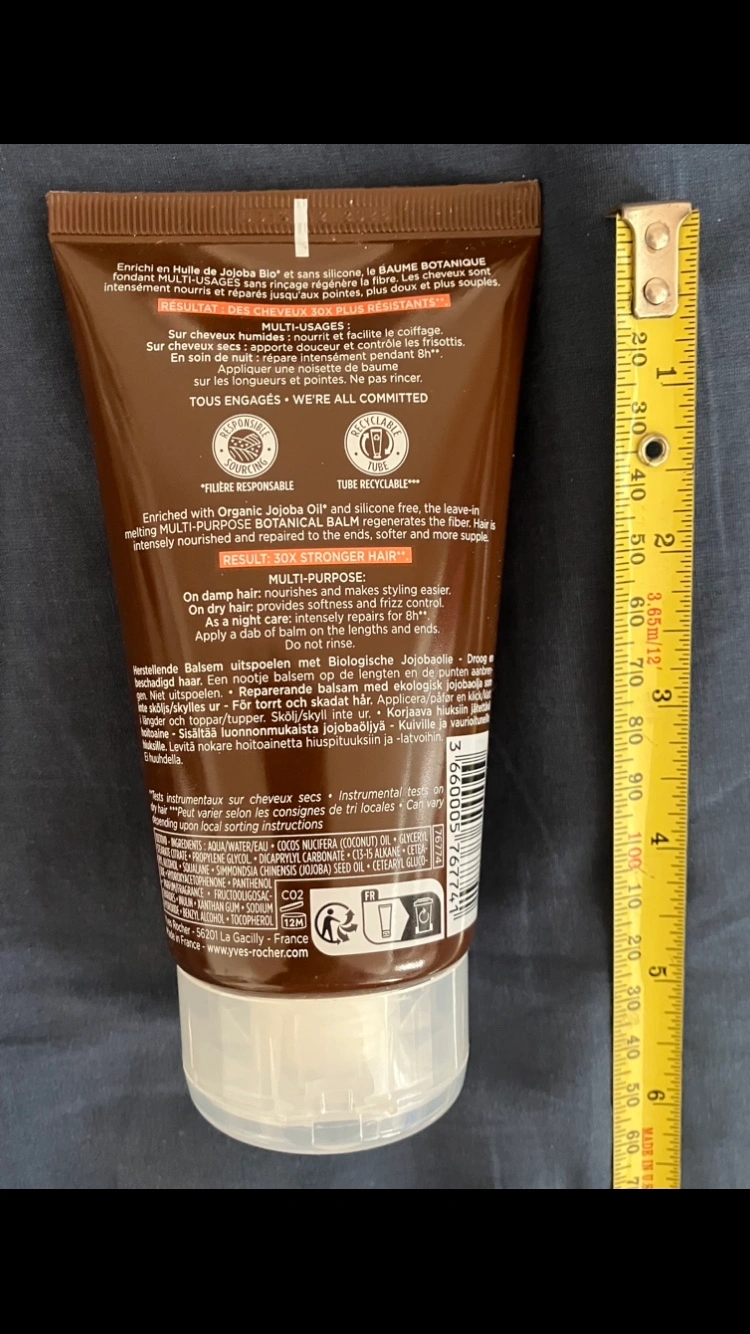 Enrichi en Huile de Jojoba Bio* et sans silicone, le BAUME BOTANIQUE
fondant MULTI-USAGES sans rinçage régénère la fibre. Les cheveux sont
intensément nourris et réparés jusqu'aux pointes, plus doux et plus souples.
RÉSULTAT : DES CHEVEUX 30X PLUS RÉSISTANTS**.
MULTI-USAGES :
Sur cheveux humides : nourrit et facilite le coiffage.
Sur cheveux secs : apporte douceur et contrôle les frisottis.
En soin de nuit : répare intensément pendant 8h**.
Appliquer une noisette de baume
sur les longueurs et pointes. Ne pas rincer.
TOUS ENGAGÉS • WE'RE ALL COMMITTED
RESPONSIBLE SOURCING
RECYCLABLE TUBE
*FILIÈRE RESPONSABLE
TUBE RECYCLABLE***
Enriched with Organic Jojoba Oil* and silicone free, the leave-in
melting MULTI-PURPOSE BOTANICAL BALM regenerates the fiber. Hair is
intensely nourished and repaired to the ends, softer and more supple.
RESULT: 30X STRONGER HAIR**.
MULTI-PURPOSE:
On damp hair: nourishes and makes styling easier.
On dry hair: provides softness and frizz control.
As a night care: intensely repairs for 8h**.
Apply a dab of balm on the lengths and ends.
Do not rinse.
Herstellende Balsem uitspoelen met Biologische Jojobaolie - Droog
beschadigd haar. Een nootje balsem op de lengten en de punten
Niet uitspoelen. • Reparerande balsam med ekologisk jojobaolja
inte sköljs/skylles ur - För torrt och skadat hår. Applicera/påfør en klick/klatt
i längder och toppar/tupper. Skölj/skyll inte ur. • Korjaava hiuksiin
hoitoaine - Sisältää luonnonmukaista jojobaöljyä - Kuiville ja
hiuksille. Levitä nokare hoitoainetta hiuspituuksiin ja -latvoihin.
Ei huuhdella.
**Tests instrumentaux sur cheveux secs • Instrumental tests on
dry hair ***Peut varier selon les consignes de tri locales • Can vary
depending upon local sorting instructions
INGREDIENTS : AQUA/WATER/EAU • COCOS NUCIFERA (COCONUT) OIL • GLYCERYL
CITRATE • PROPYLENE GLYCOL • DICAPRYLYL CARBONATE • C13-15 ALKANE • CETEA-
ALCOHOL • SQUALANE • SIMMONDSIA CHINENSIS (JOJOBA) SEED OIL • CETEARYL GLUCO-
HYDROXYACETOPHENONE • PANTHENOL
PARFUM/FRAGRANCE • FRUCTOOLIGOSAC-
INULIN • XANTHAN GUM • SODIUM
BENZYL ALCOHOL • TOCOPHEROL
76774
C02
12M
FR
3 660005 767744
Rocher - 56201 La Gacilly - France
Made in France - www.yves-rocher.com
1
2
3
4
5
6
20
30
40
50
60
70
80
90
100
10
20
30
40
50
60
3.65m/12'
MADE IN